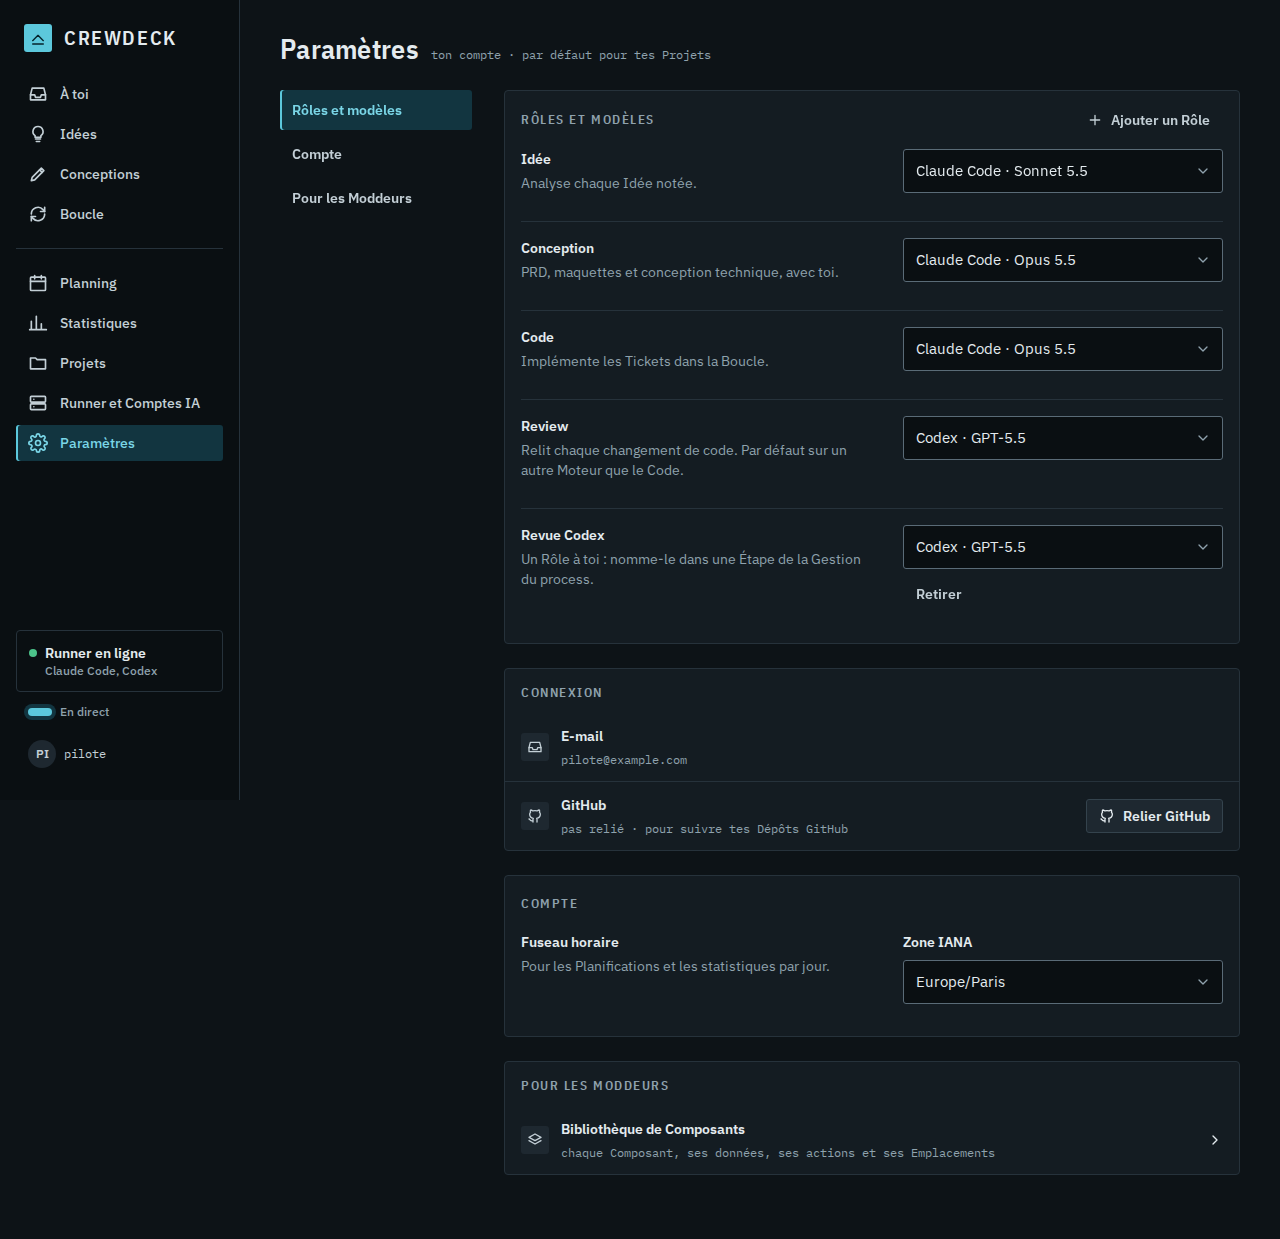 CREWDECK
À toi
Idées
Conceptions
Boucle
Planning
Statistiques
Projets
Runner et Comptes IA
Paramètres
Runner en ligne
Claude Code, Codex
En direct
PI pilote
Paramètres ton compte · par défaut pour tes Projets
Rôles et modèles
Compte
Pour les Moddeurs
RÔLES ET MODÈLES
Ajouter un Rôle
Idée
Analyse chaque Idée notée.
Claude Code · Sonnet 5.5
Conception
PRD, maquettes et conception technique, avec toi.
Claude Code · Opus 5.5
Code
Implémente les Tickets dans la Boucle.
Claude Code · Opus 5.5
Review
Relit chaque changement de code. Par défaut sur un
autre Moteur que le Code.
Codex · GPT-5.5
Revue Codex
Un Rôle à toi : nomme-le dans une Étape de la Gestion
du process.
Codex · GPT-5.5
Retirer
CONNEXION
E-mail
pilote@example.com
GitHub
pas relié · pour suivre tes Dépôts GitHub
Relier GitHub
COMPTE
Fuseau horaire
Pour les Planifications et les statistiques par jour.
Zone IANA
Europe/Paris
POUR LES MODDEURS
Bibliothèque de Composants
chaque Composant, ses données, ses actions et ses Emplacements